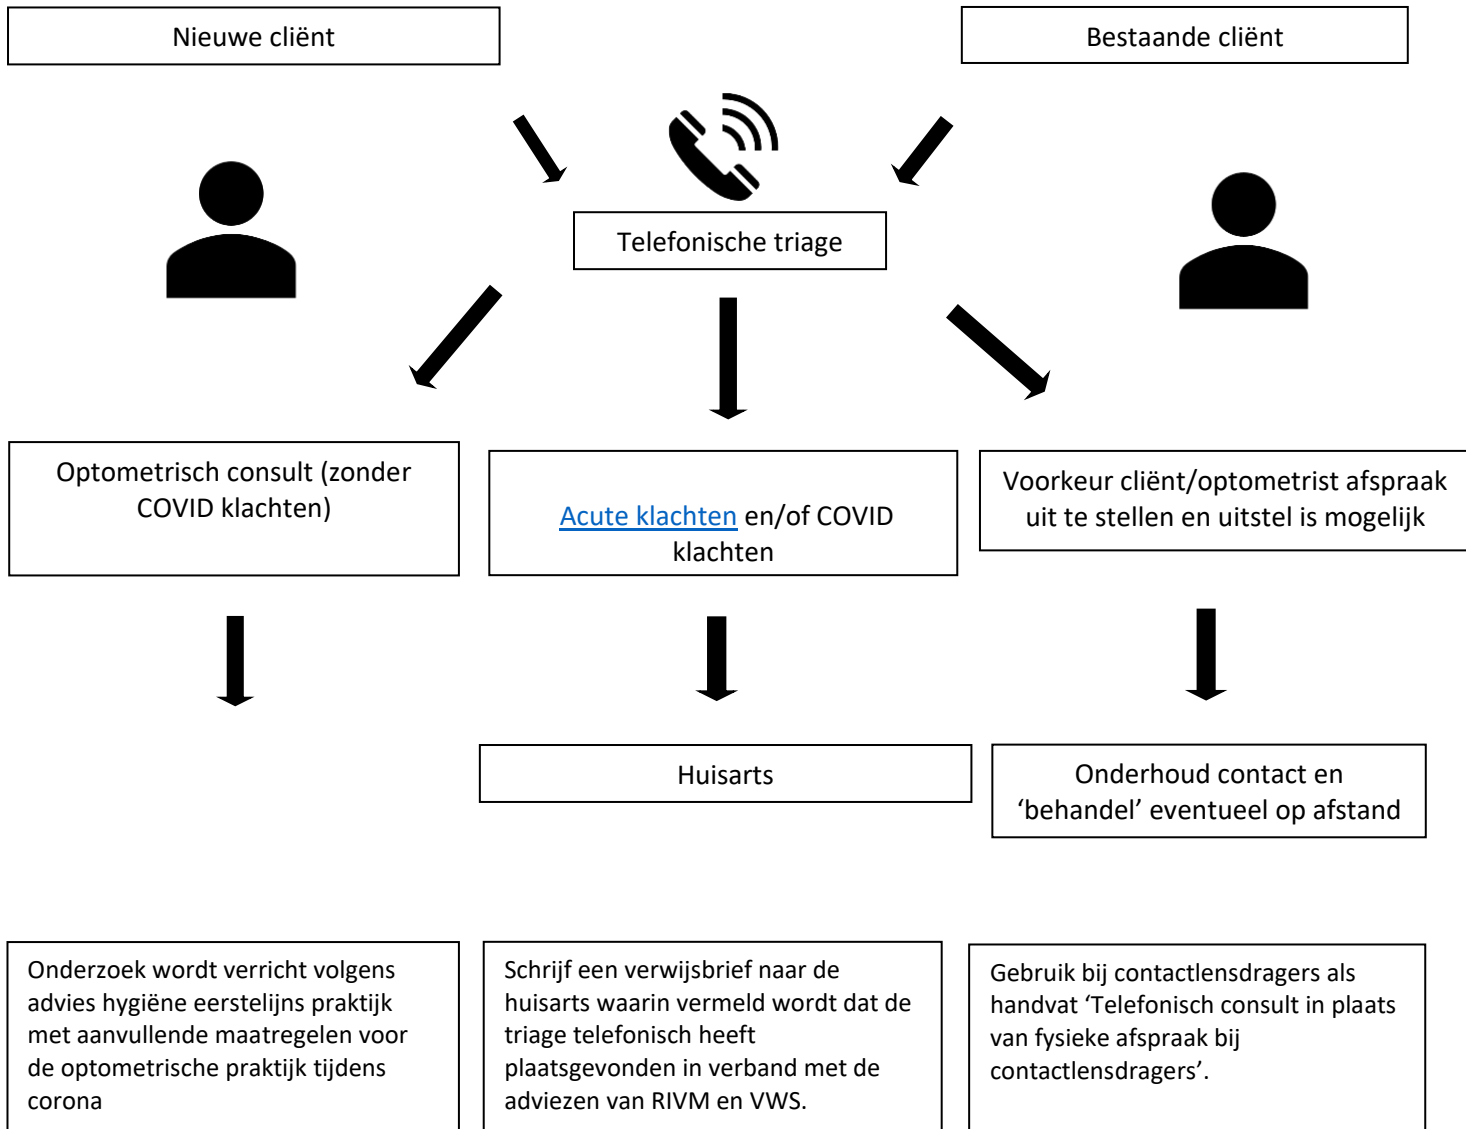 Nieuwe cliënt
Bestaande cliënt
Telefonische triage
Optometrisch consult (zonder
COVID klachten)
Acute klachten en/of COVID
klachten
Voorkeur cliënt/optometrist afspraak
uit te stellen en uitstel is mogelijk
Huisarts
Onderhoud contact en
‘behandel’ eventueel op afstand
Onderzoek wordt verricht volgens
advies hygiëne eerstelijns praktijk
met aanvullende maatregelen voor
de optometrische praktijk tijdens
corona
Schrijf een verwijsbrief naar de
huisarts waarin vermeld wordt dat de
triage telefonisch heeft
plaatsgevonden in verband met de
adviezen van RIVM en VWS.
Gebruik bij contactlensdragers als
handvat ‘Telefonisch consult in plaats
van fysieke afspraak bij
contactlensdragers’.